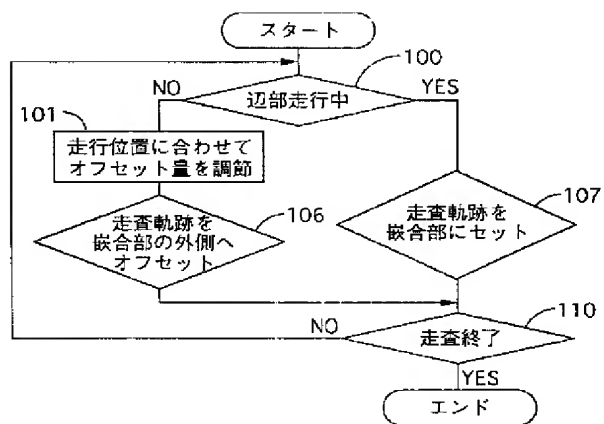 スタート
100
NO
辺部走行中
YES
101
走行位置に合わせて
オフセット量を調節
106
走査軌跡を
嵌合部の外側へ
オフセット
107
走査軌跡を
嵌合部にセット
110
NO
走査終了
YES
エンド